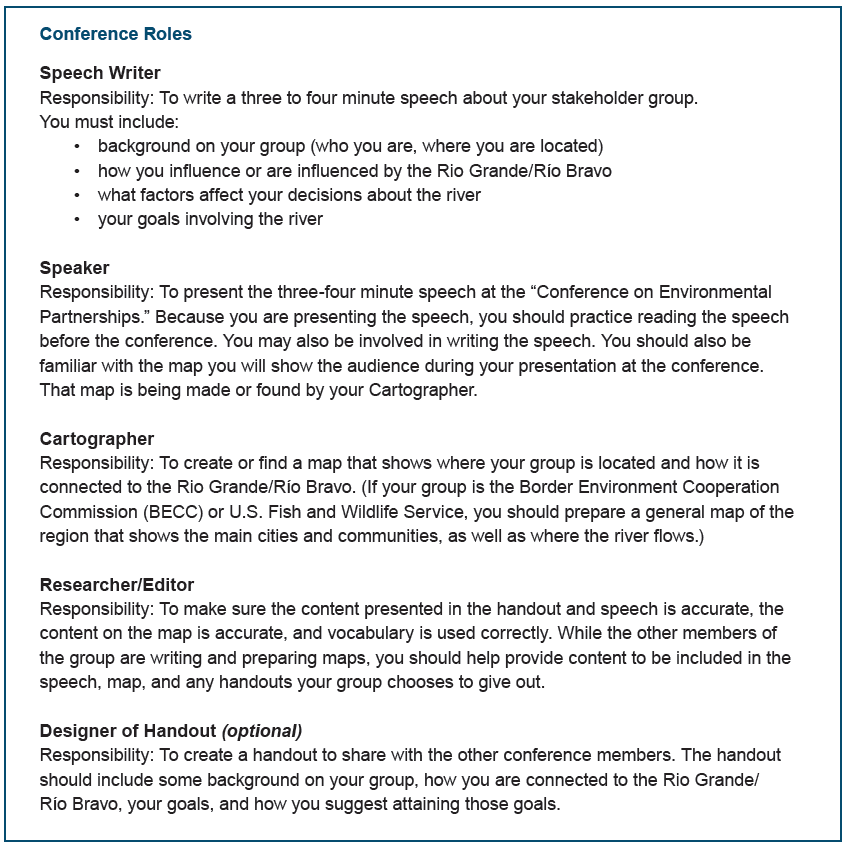 Conference Roles
Speech Writer
Responsibility: To write a three to four minute speech about your stakeholder group.
You must include:
• background on your group (who you are, where you are located)
• how you influence or are influenced by the Rio Grande/Río Bravo
• what factors affect your decisions about the river
• your goals involving the river
Speaker
Responsibility: To present the three-four minute speech at the “Conference on Environmental
Partnerships.” Because you are presenting the speech, you should practice reading the speech
before the conference. You may also be involved in writing the speech. You should also be
familiar with the map you will show the audience during your presentation at the conference.
That map is being made or found by your Cartographer.
Cartographer
Responsibility: To create or find a map that shows where your group is located and how it is
connected to the Rio Grande/Río Bravo. (If your group is the Border Environment Cooperation
Commission (BECC) or U.S. Fish and Wildlife Service, you should prepare a general map of the
region that shows the main cities and communities, as well as where the river flows.)
Researcher/Editor
Responsibility: To make sure the content presented in the handout and speech is accurate, the
content on the map is accurate, and vocabulary is used correctly. While the other members of
the group are writing and preparing maps, you should help provide content to be included in the
speech, map, and any handouts your group chooses to give out.
Designer of Handout (optional)
Responsibility: To create a handout to share with the other conference members. The handout
should include some background on your group, how you are connected to the Rio Grande/
Río Bravo, your goals, and how you suggest attaining those goals.